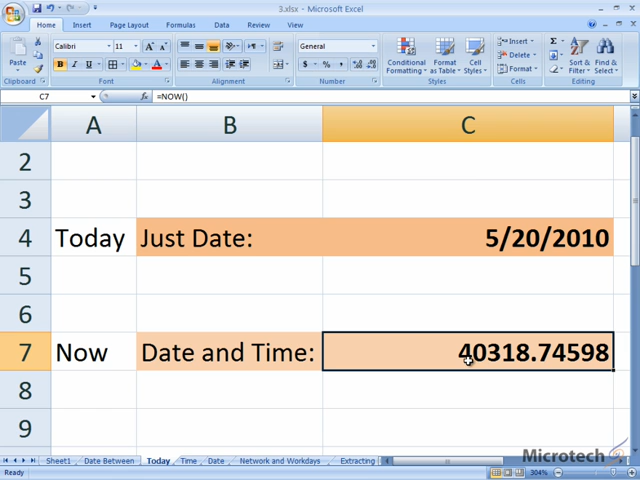 3.xlsx - Microsoft Excel
Home Insert Page Layout Formulas Data Review View
Calibri 11 General
Paste
B I U
$ % ,
Conditional Formatting
Format as Table
Cell Styles
Insert
Delete
Format
Sort & Filter
Find & Select
Clipboard Font Alignment Number Styles Cells Editing
C7 fx =NOW()
A B C
2
3
4 Today Just Date: 5/20/2010
5
6
7 Now Date and Time: 40318.74598
8
9
Microtech
Sheet1 Date Between Today Time Date Network and Workdays Extracting
Ready 304%